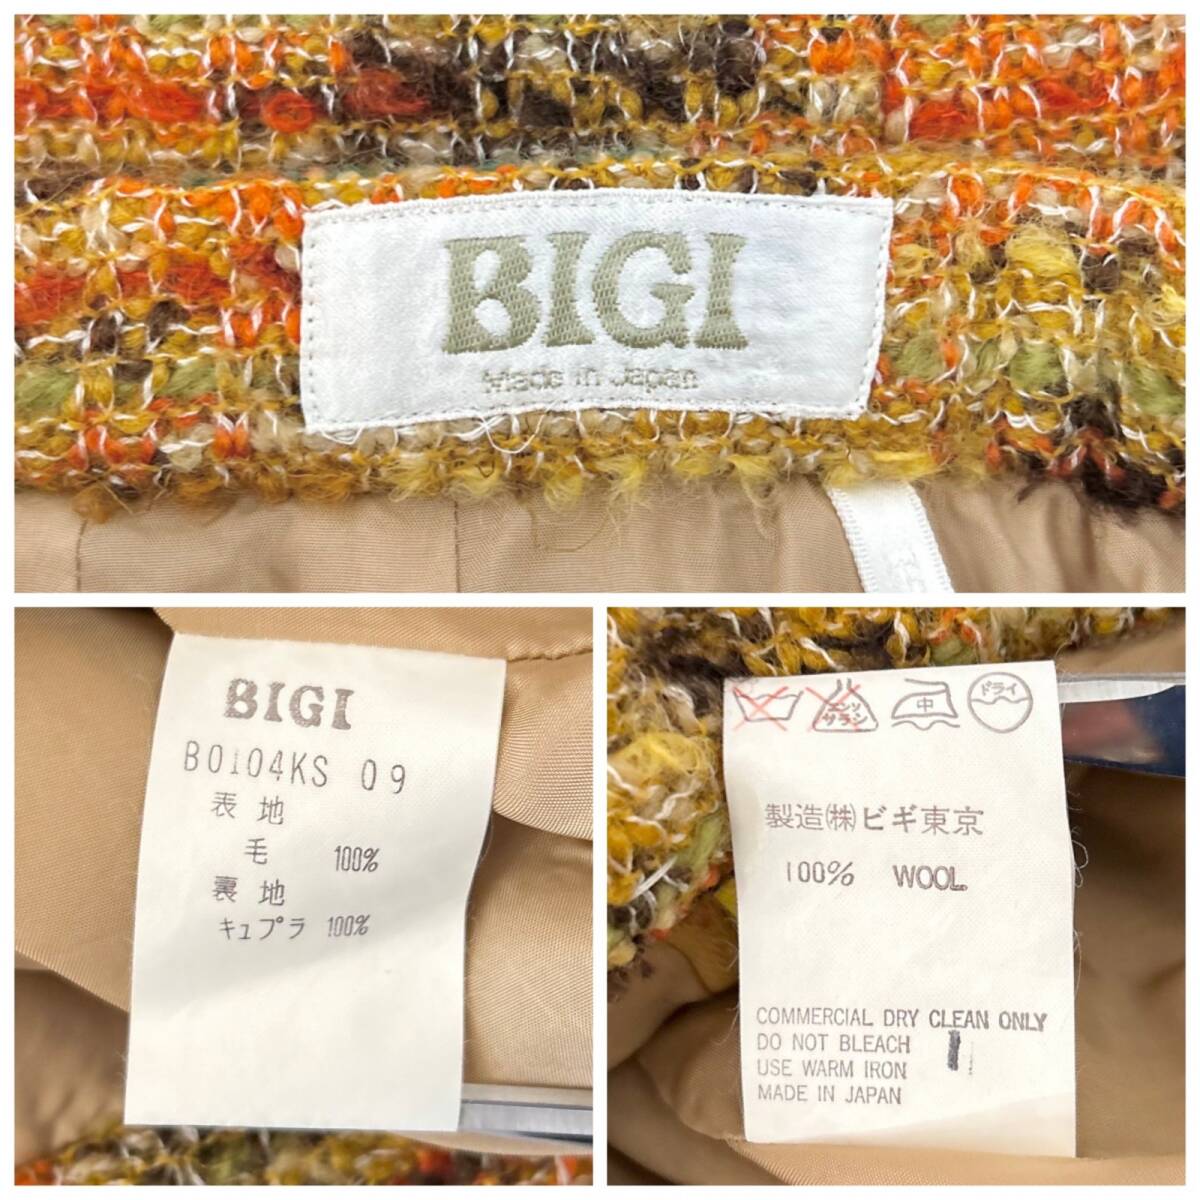 BIGI
Made in Japan
BIGI
B0104KS 09
表地
毛 100%
裏地
キュプラ 100%
エンソ
サラシ
中
ドライ
製造(株)ビギ東京
100% WOOL
COMMERCIAL DRY CLEAN ONLY
DO NOT BLEACH
USE WARM IRON
MADE IN JAPAN